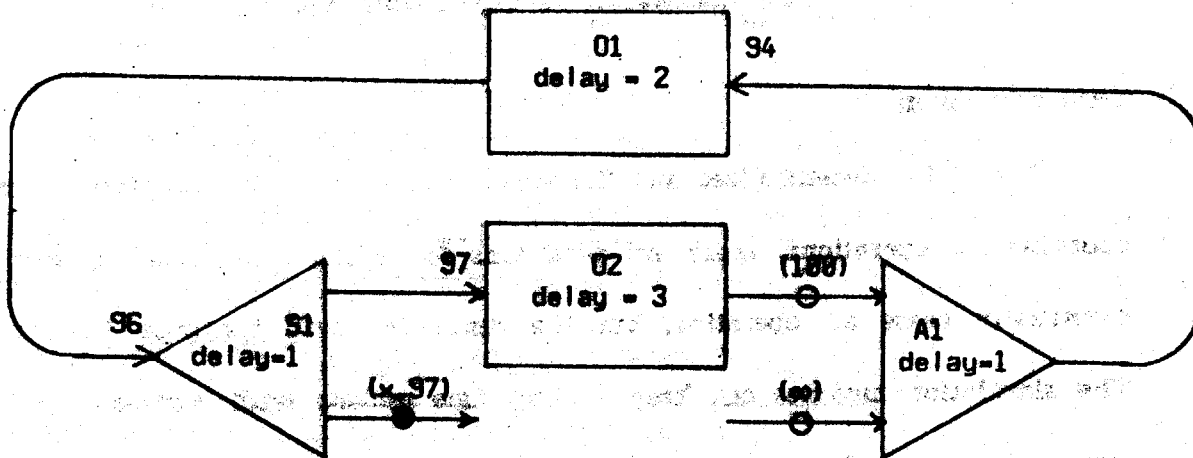 O1
delay = 2
94
97
O2
delay = 3
(100)
96
S1
delay=1
(x,97)
A1
delay=1
(∞)